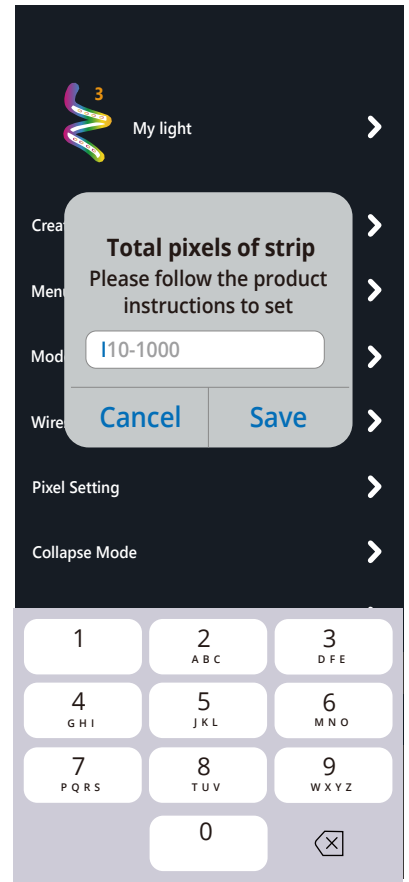 3
My light
Crea
Total pixels of strip
Please follow the product
instructions to set
Men
10-1000
Mod
Cancel
Save
Wire
Pixel Setting
Collapse Mode
1
2
ABC
3
DFE
4
GHI
5
JKL
6
MNO
7
PQRS
8
TUV
9
WXYZ
0